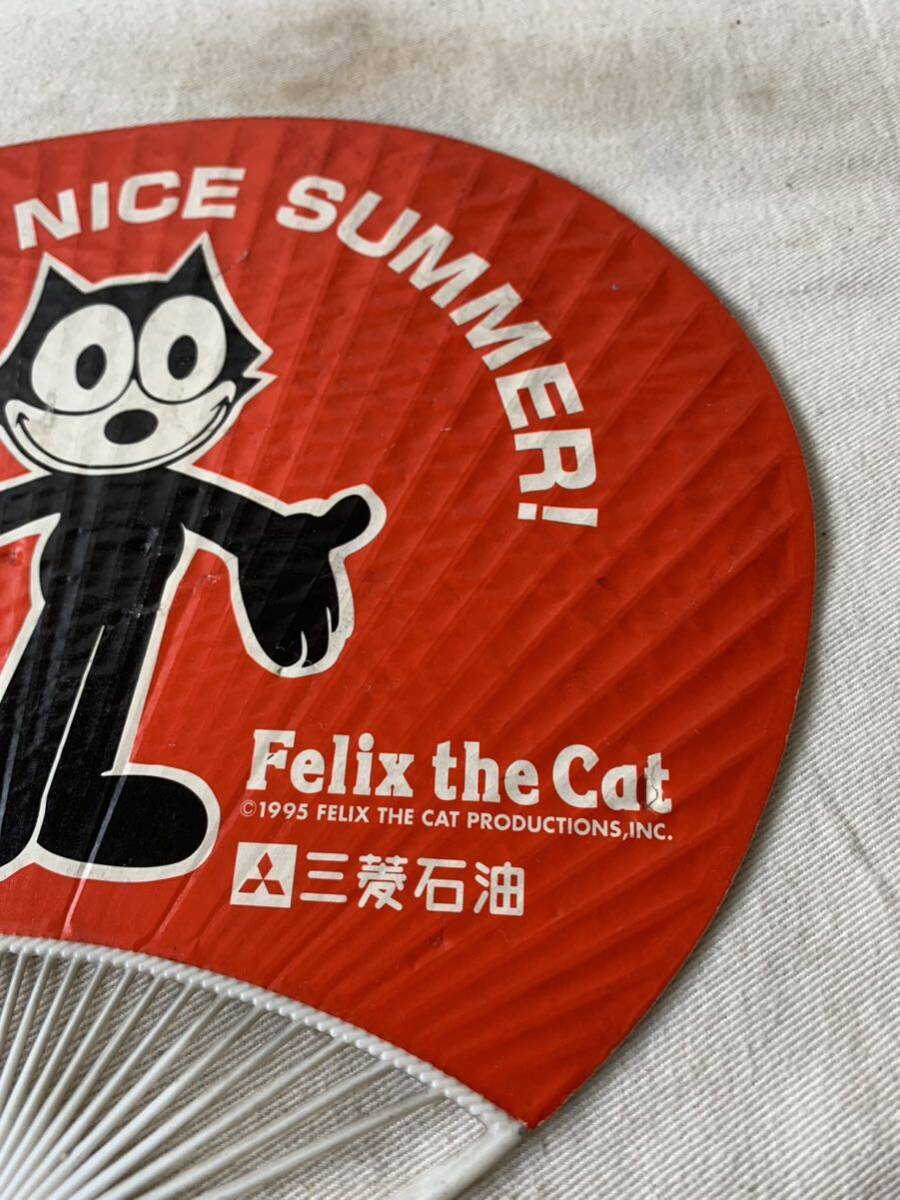 NICE SUMMER!
Felix the Cat
©1995 FELIX THE CAT PRODUCTIONS,INC.
三菱石油